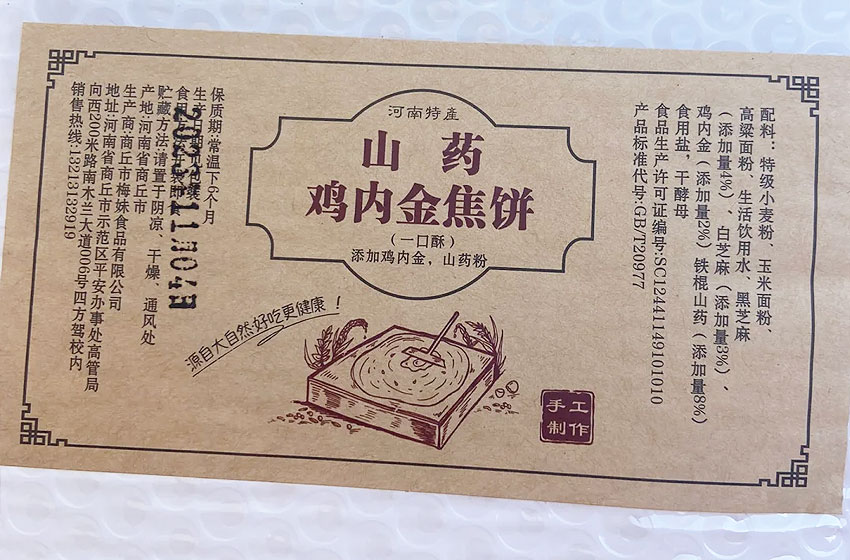 河南特産
山药
鸡内金焦饼
(一口酥)
添加鸡内金，山药粉
源自大自然好吃更健康！
手工
制作
配料：特级小麦粉、玉米面粉、
高粱面粉、生活饮用水、黑芝麻
（添加量4%）、白芝麻（添加量3%）、
鸡内金（添加量2%）铁棍山药（添加量8%）
食用盐，干酵母
食品生产许可证编号:SC12441149101010
产品标准代号:GB/T20977
保质期:常温下6个月
生产日期
食用方法
贮藏方法:请置于阴凉、干燥、通风处
产地:河南省商丘市
生产商:商丘市梅妹食品有限公司
地址:河南省商丘市示范区平安办事处高管局
向西200米路南木兰大道006号四方驾校内
销售热线:13213132919